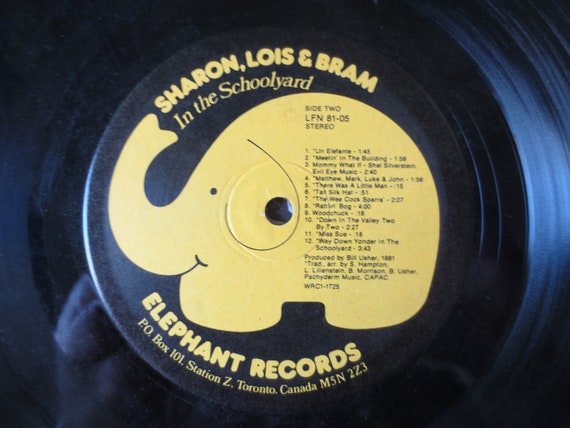 SHARON, LOIS & BRAM
In the Schoolyard
SIDE TWO
LFN 81-05
STEREO
1. *Un Elefante - 1:45
2. *Meetin' In The Building - 1:58
3. Mommy What If - Shel Silverstein,
Evil Eye Music - 2:40
4. *Matthew, Mark, Luke & John - 1:56
5. *There Was A Little Man - :15
6. *Tall Silk Hat - :51
7. *The Wee Cock Sparra' - 2:22
8. *Rattlin' Bog - 4:00
9. Woodchuck - :18
10. *Down In The Valley Two
By Two - 2:27
11. *Miss Sue - :18
12. *Way Down Yonder In The
Schoolyard - 3:43
Produced by Bill Usher, 1981
*Trad., arr. by S. Hampton,
L. Lilienstein, B. Morrison, B. Usher,
Pachyderm Music, CAPAC
WRC1-1725
ELEPHANT RECORDS
P.O. Box 101, Station Z, Toronto, Canada M5N 2Z3